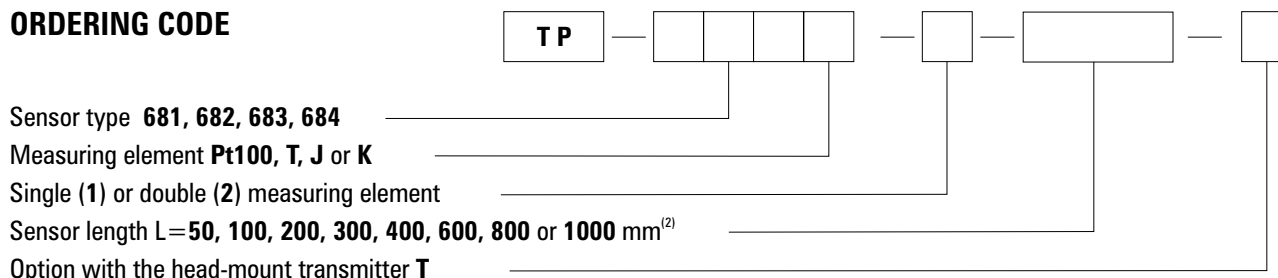 ORDERING CODE
T P
Sensor type 681, 682, 683, 684
Measuring element Pt100, T, J or K
Single (1) or double (2) measuring element
Sensor length L=50, 100, 200, 300, 400, 600, 800 or 1000 mm(2)
Option with the head-mount transmitter T